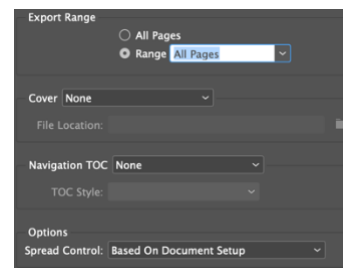 Export Range
All Pages
Range All Pages
Cover None
File Location:
Navigation TOC None
TOC Style:
Options
Spread Control: Based On Document Setup